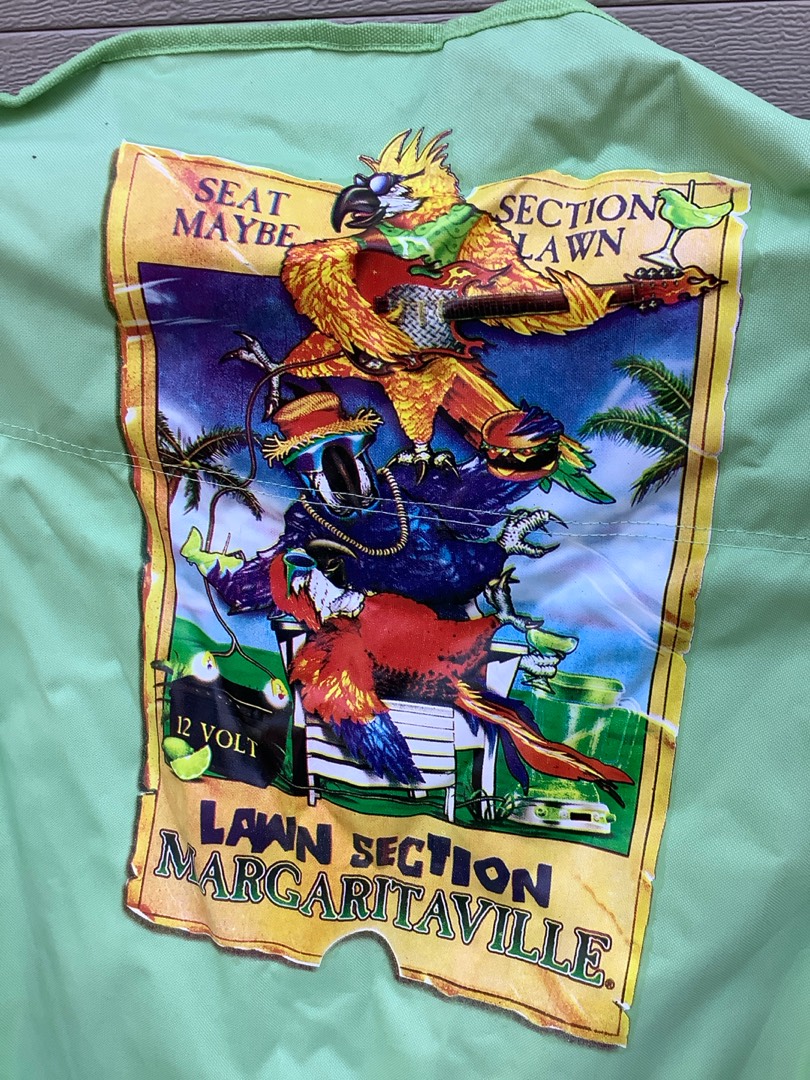 SEAT
MAYBE
SECTION
LAWN
12 VOLT
LAWN SECTION
MARGARITAVILLE®